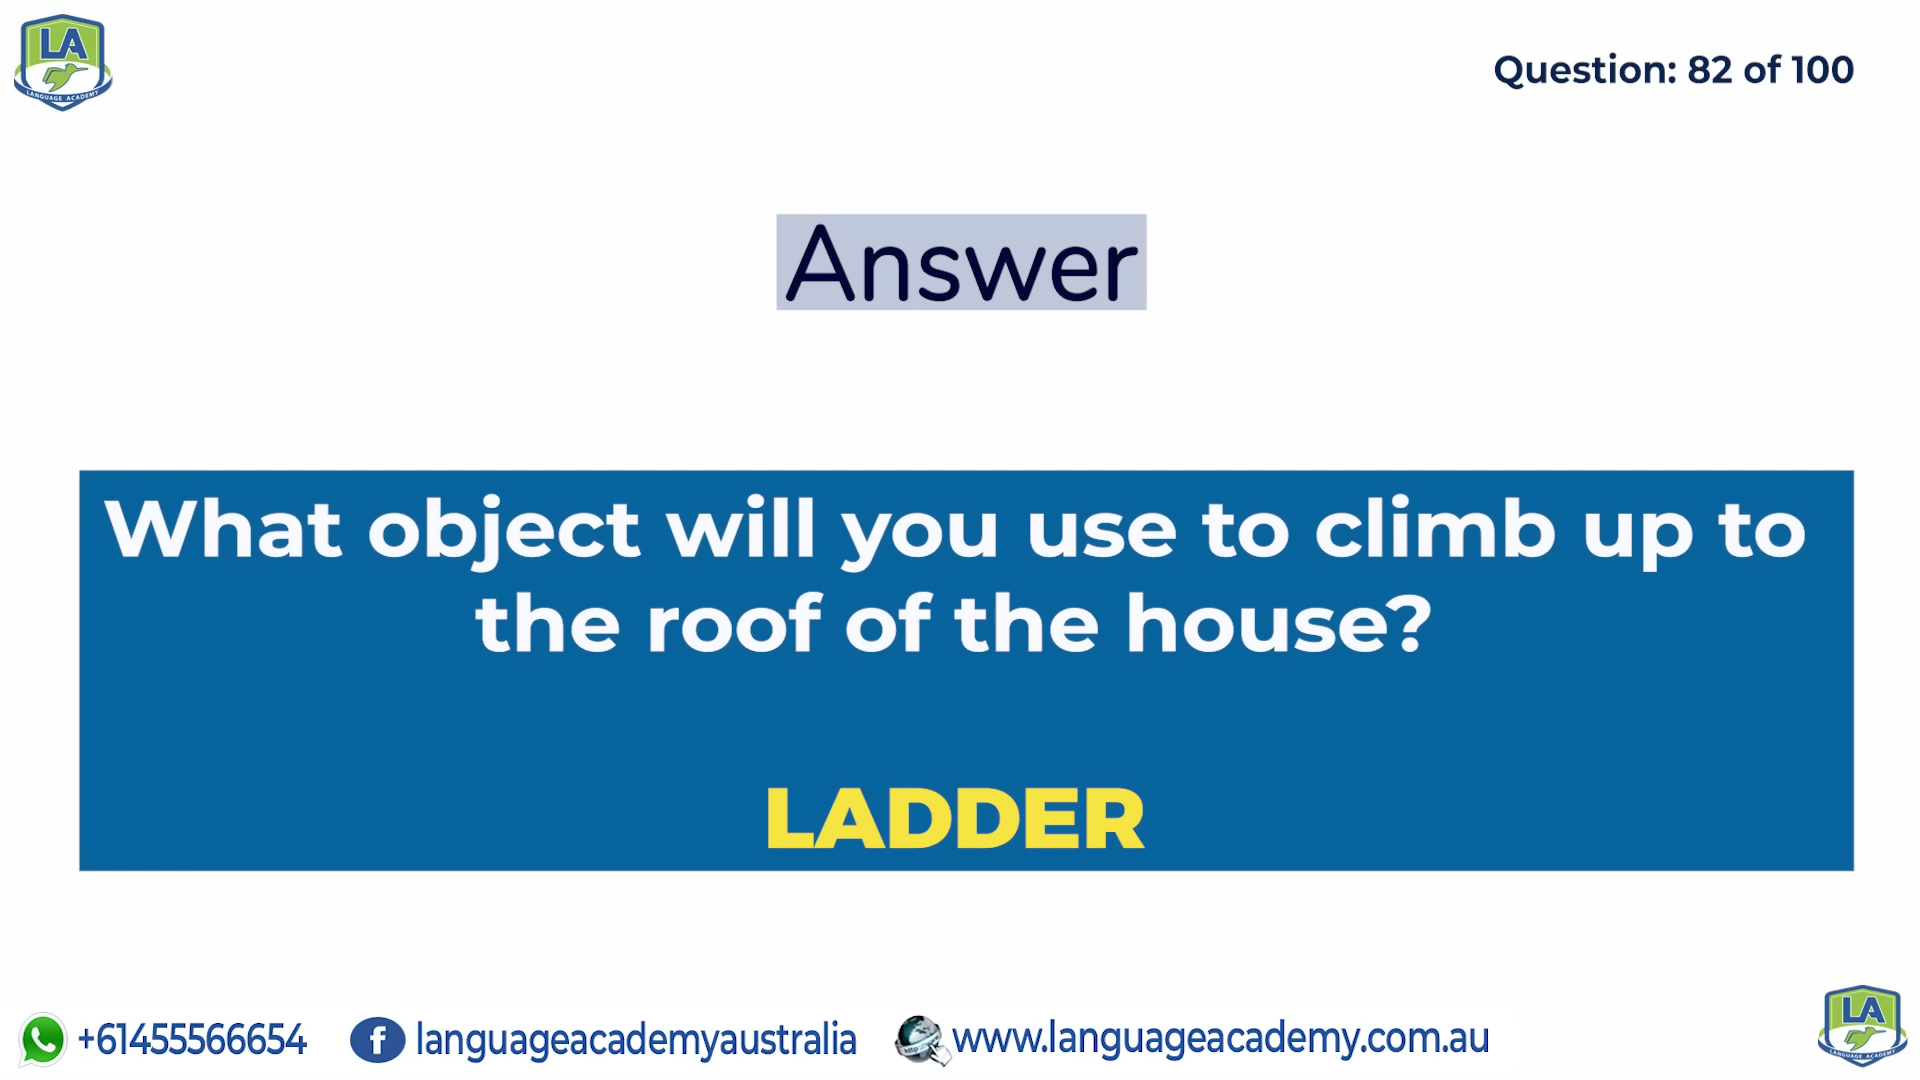 LA
LANGUAGE ACADEMY
Question: 82 of 100
Answer
What object will you use to climb up to
the roof of the house?
LADDER
+61455566654
languageacademyaustralia
www.languageacademy.com.au
LA
LANGUAGE ACADEMY